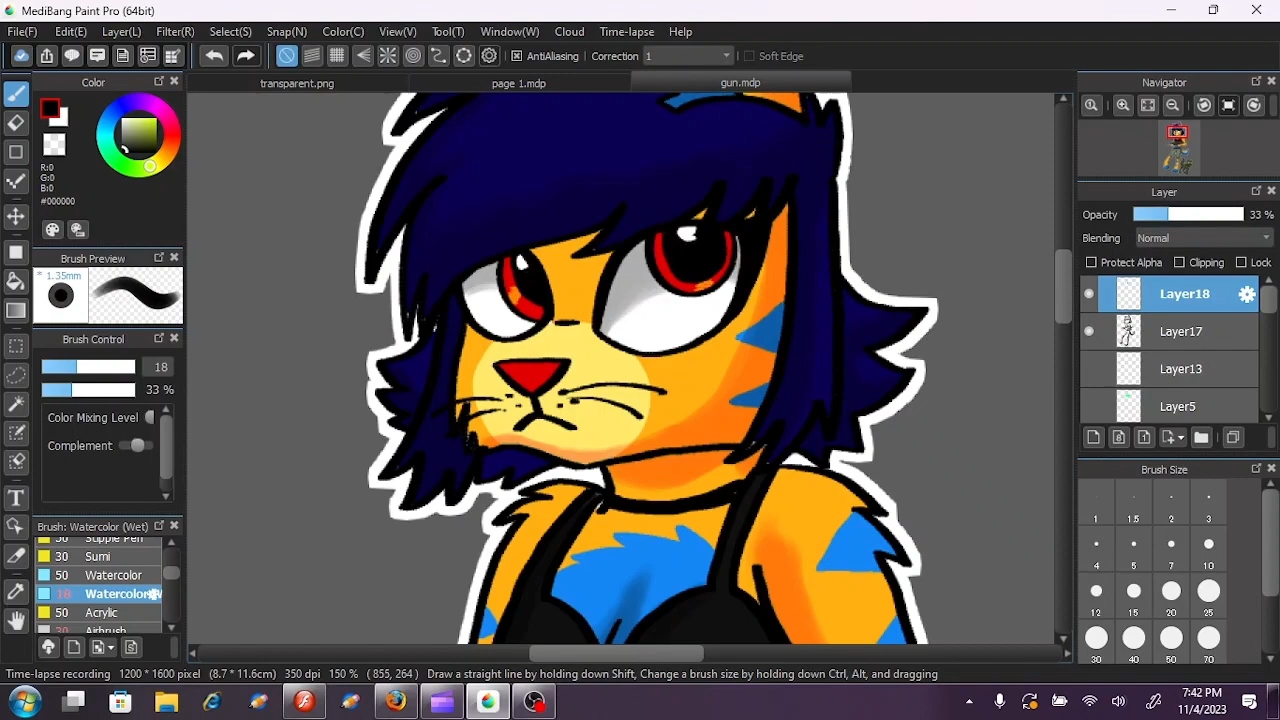 MediBang Paint Pro (64bit)
File(F) Edit(E) Layer(L) Filter(R) Select(S) Snap(N) Color(C) View(V) Tool(T) Window(W) Cloud Time-lapse Help
AntiAliasing Correction 1 Soft Edge
Color
transparent.png page 1.mdp gun.mdp
Navigator
R:0
G:0
B:0
#000000
Brush Preview
* 1.35mm
Brush Control
18
33 %
Color Mixing Level
Complement
Brush: Watercolor (Wet)
50 Supple Pen
30 Sumi
50 Watercolor
18 Watercolor
50 Acrylic
30 Airbrush
Layer
Opacity 33 %
Blending Normal
Protect Alpha Clipping Lock
Layer18
Layer17
Layer13
Layer5
Brush Size
1 1.5 2 3
4 5 7 10
12 15 20 25
30 40 50 70
Time-lapse recording 1200 * 1600 pixel (8.7 * 11.6cm) 350 dpi 150 % ( 855, 264 ) Draw a straight line by holding down Shift, Change a brush size by holding down Ctrl, Alt, and dragging
7:42 PM
11/4/2023